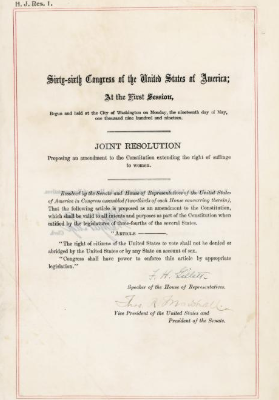 H. J. Res. 1.
Sixty-sixth Congress of the United States of America;
At the First Session,
Begun and held at the City of Washington on Monday, the nineteenth day of May,
one thousand nine hundred and nineteen.
JOINT RESOLUTION
Proposing an amendment to the Constitution extending the right of suffrage
to women.
Resolved by the Senate and House of Representatives of the United States
of America in Congress assembled (two-thirds of each House concurring therein),
That the following article is proposed as an amendment to the Constitution,
which shall be valid to all intents and purposes as part of the Constitution when
ratified by the legislatures of three-fourths of the several States.
"ARTICLE
"The right of citizens of the United States to vote shall not be denied or
abridged by the United States or by any State on account of sex.
"Congress shall have power to enforce this article by appropriate
legislation."
F. H. Gillett
Speaker of the House of Representatives.
Thos. R. Marshall
Vice President of the United States and
President of the Senate.